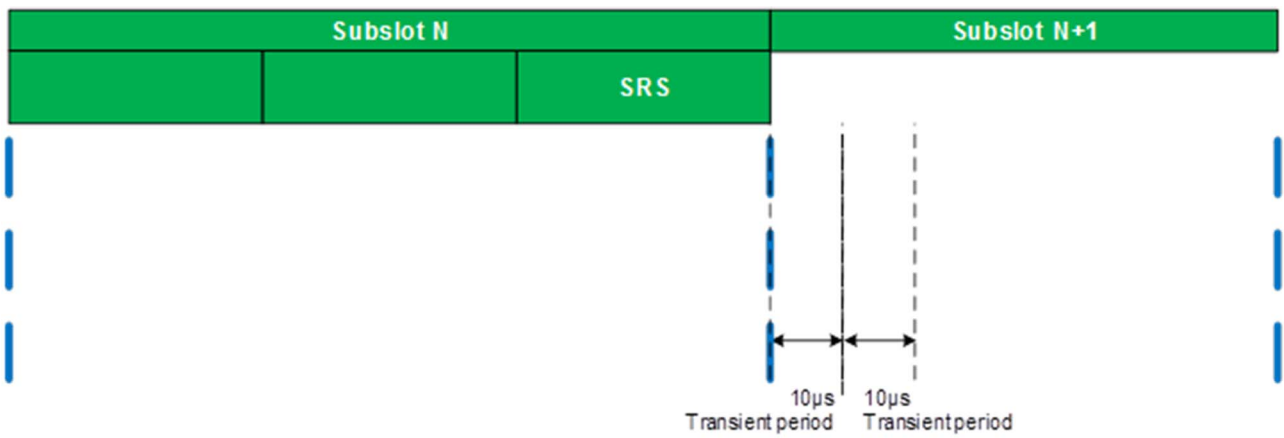 Subslot N
Subslot N+1
SRS
10µs
10µs
Transient period
Transient period